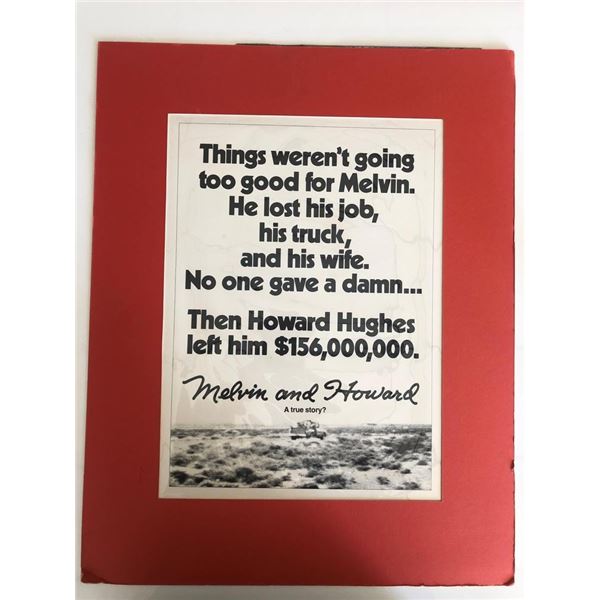 Things weren't going
too good for Melvin.
He lost his job,
his truck,
and his wife.
No one gave a damn...
Then Howard Hughes
left him $156,000,000.
Melvin and Howard
A true story?